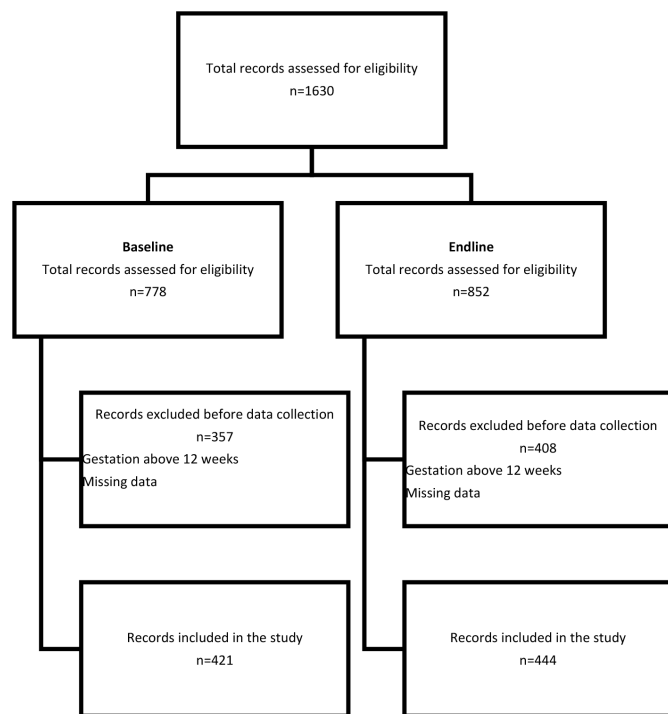 Total records assessed for eligibility
n=1630
Baseline
Total records assessed for eligibility
n=778
Endline
Total records assessed for eligibility
n=852
Records excluded before data collection
n=357
Gestation above 12 weeks
Missing data
Records excluded before data collection
n=408
Gestation above 12 weeks
Missing data
Records included in the study
n=421
Records included in the study
n=444